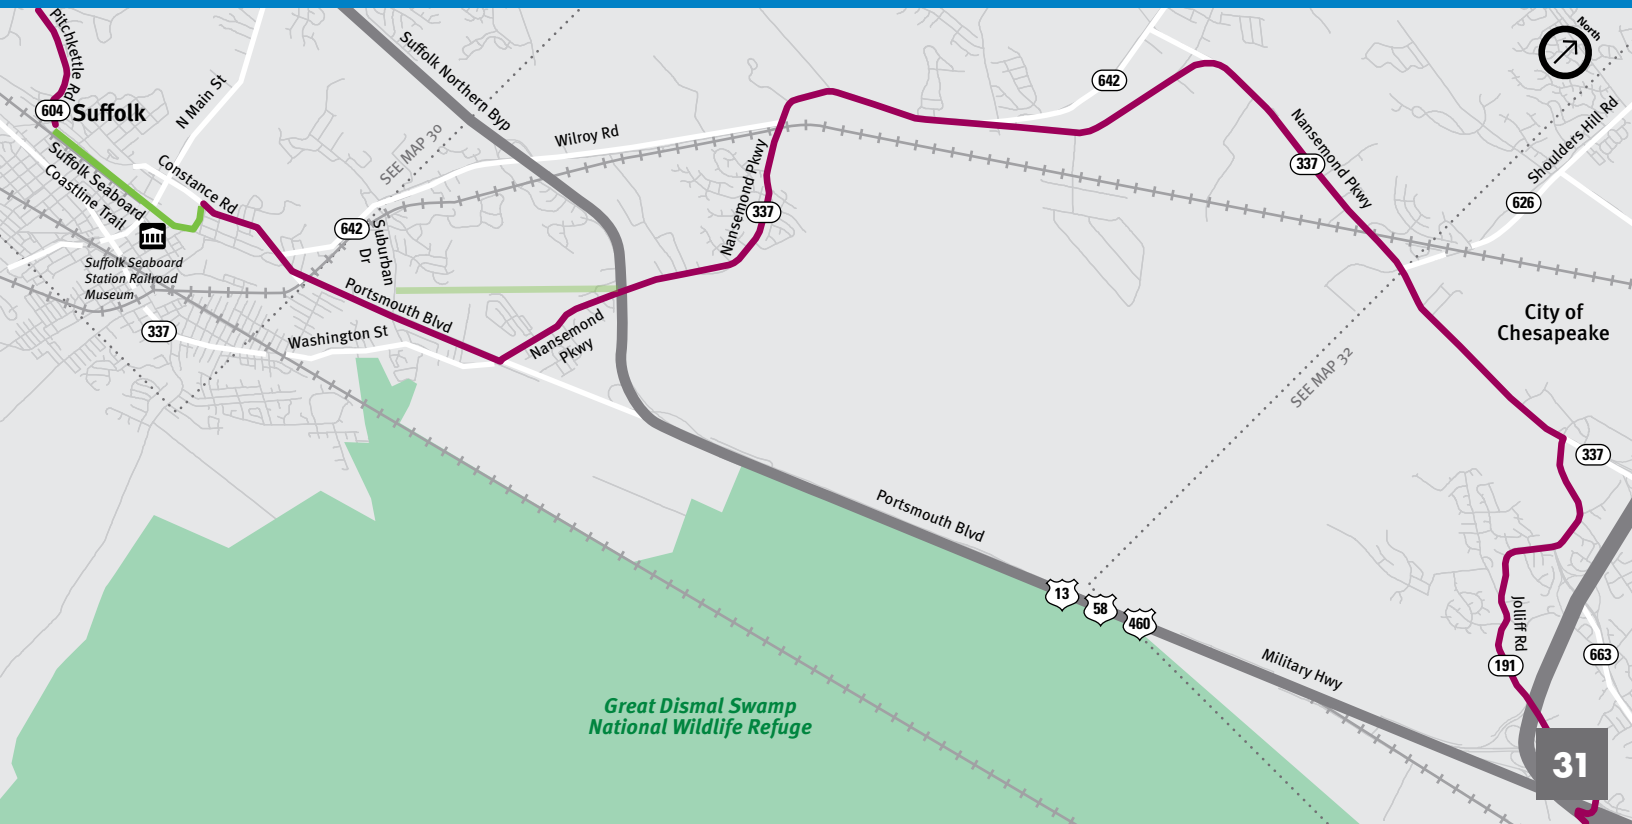 Pitchkettle Rd
604
Suffolk
N Main St
Suffolk Northern Byp
SEE MAP 30
Wilroy Rd
642
North
Nansemond Pkwy
337
Shoulders Hill Rd
626
Constance Rd
Suffolk Seaboard
Coastline Trail
Suffolk Seaboard
Station Railroad
Museum
642
Suburban
Dr
Nansemond Pkwy
337
Portsmouth Blvd
337
Washington St
Nansemond
Pkwy
City of
Chesapeake
SEE MAP 32
337
Portsmouth Blvd
13
58
460
Military Hwy
Jolliff Rd
191
663
Great Dismal Swamp
National Wildlife Refuge
31